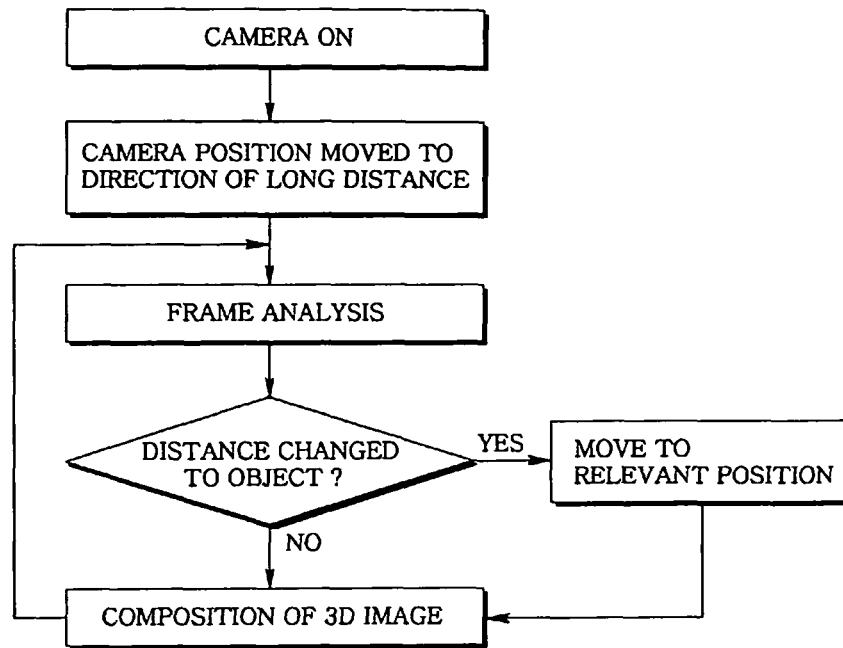 CAMERA ON
CAMERA POSITION MOVED TO
DIRECTION OF LONG DISTANCE
FRAME ANALYSIS
DISTANCE CHANGED
TO OBJECT ?
YES
MOVE TO
RELEVANT POSITION
NO
COMPOSITION OF 3D IMAGE